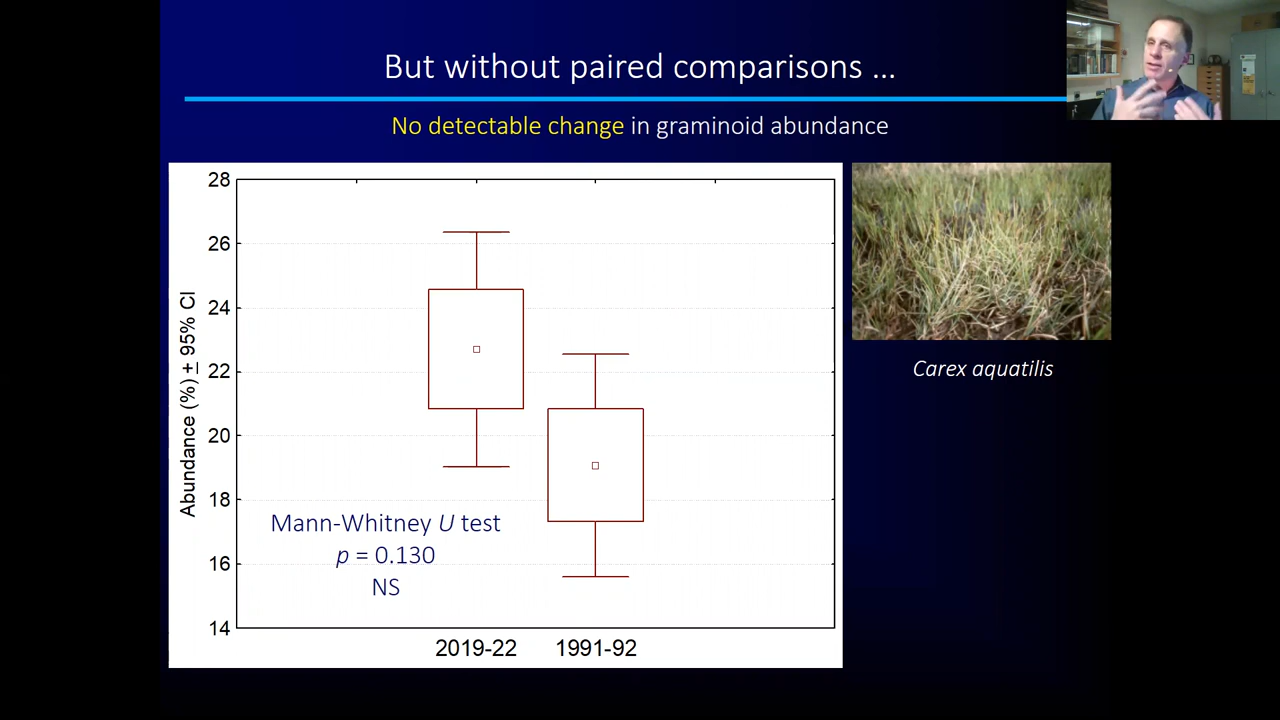 But without paired comparisons ...
No detectable change in graminoid abundance
28
26
24
22
20
18
16
14
Abundance (%) ± 95% CI
Mann-Whitney U test
p = 0.130
NS
2019-22 1991-92
Carex aquatilis